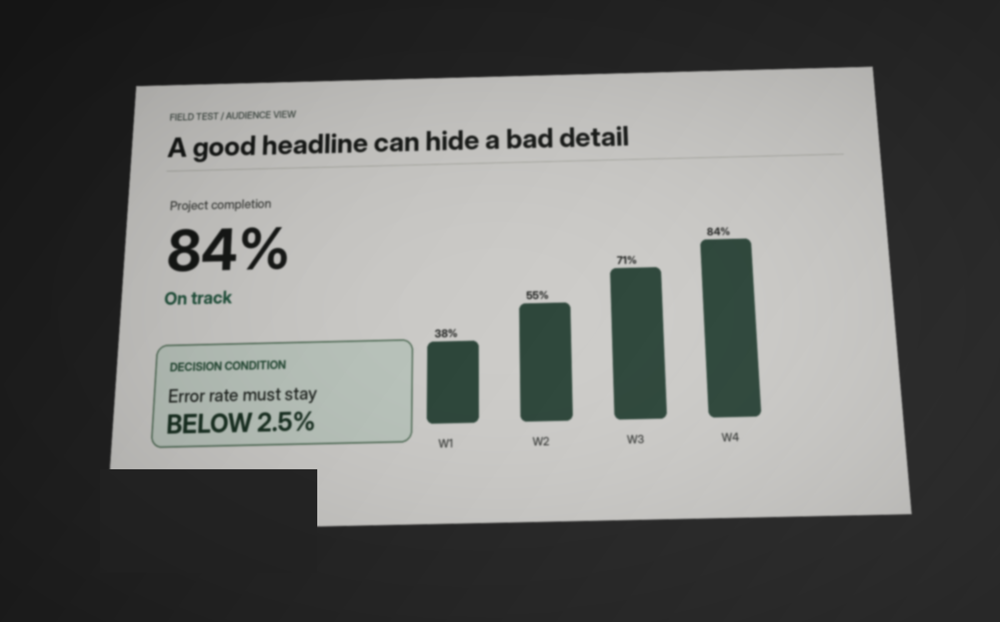 FIELD TEST / AUDIENCE VIEW
A good headline can hide a bad detail
Project completion
84%
On track
DECISION CONDITION
Error rate must stay
BELOW 2.5%
38%
55%
71%
84%
W1
W2
W3
W4